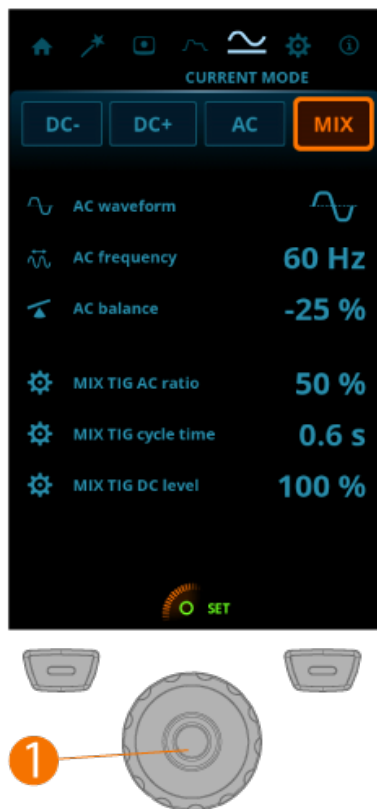 CURRENT MODE
DC- DC+ AC MIX
AC waveform
AC frequency 60 Hz
AC balance -25 %
MIX TIG AC ratio 50 %
MIX TIG cycle time 0.6 s
MIX TIG DC level 100 %
SET
1